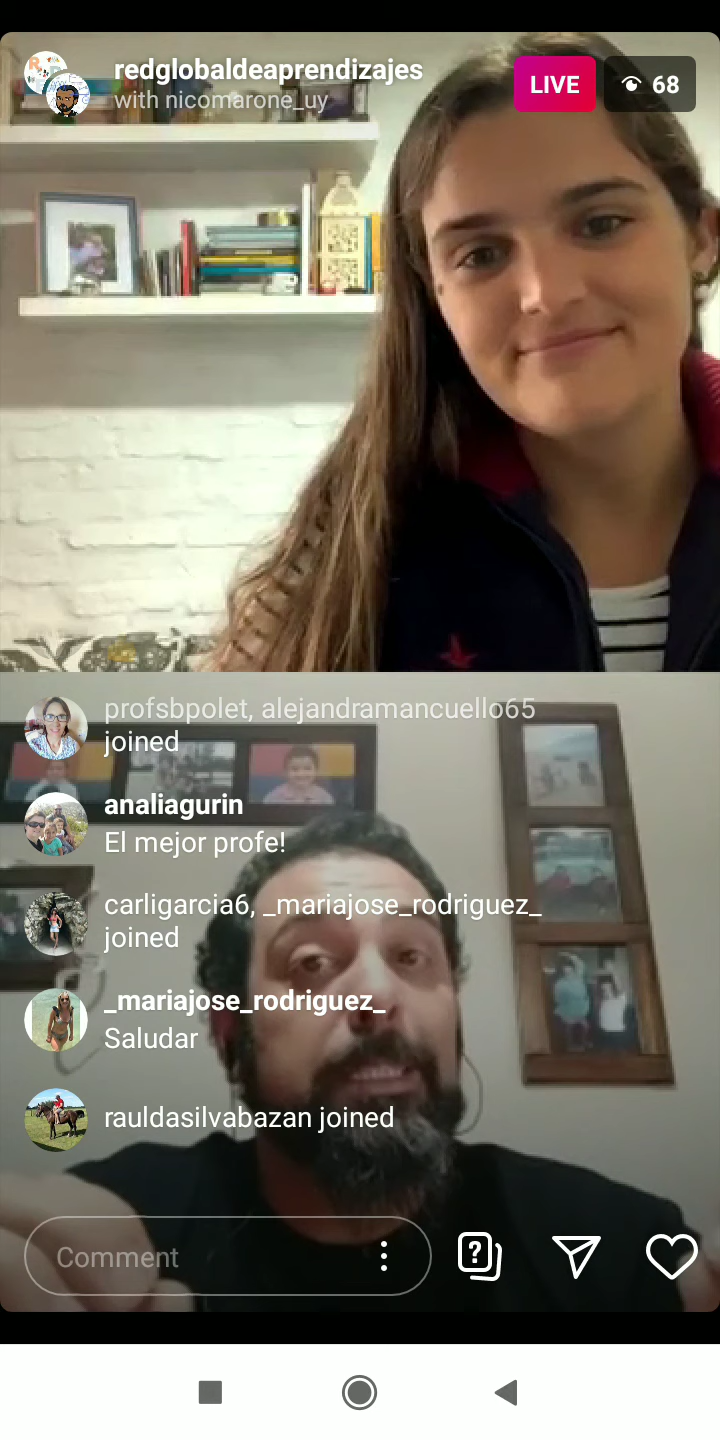 redglobaldeaprendizajes
with nicomarone_uy
LIVE
68
profsbpolet, alejandramancuello65
joined
analiagurin
El mejor profe!
carligarcia6, _mariajose_rodriguez_
joined
_mariajose_rodriguez_
Saludar
rauldasilvabazan joined
Comment
?